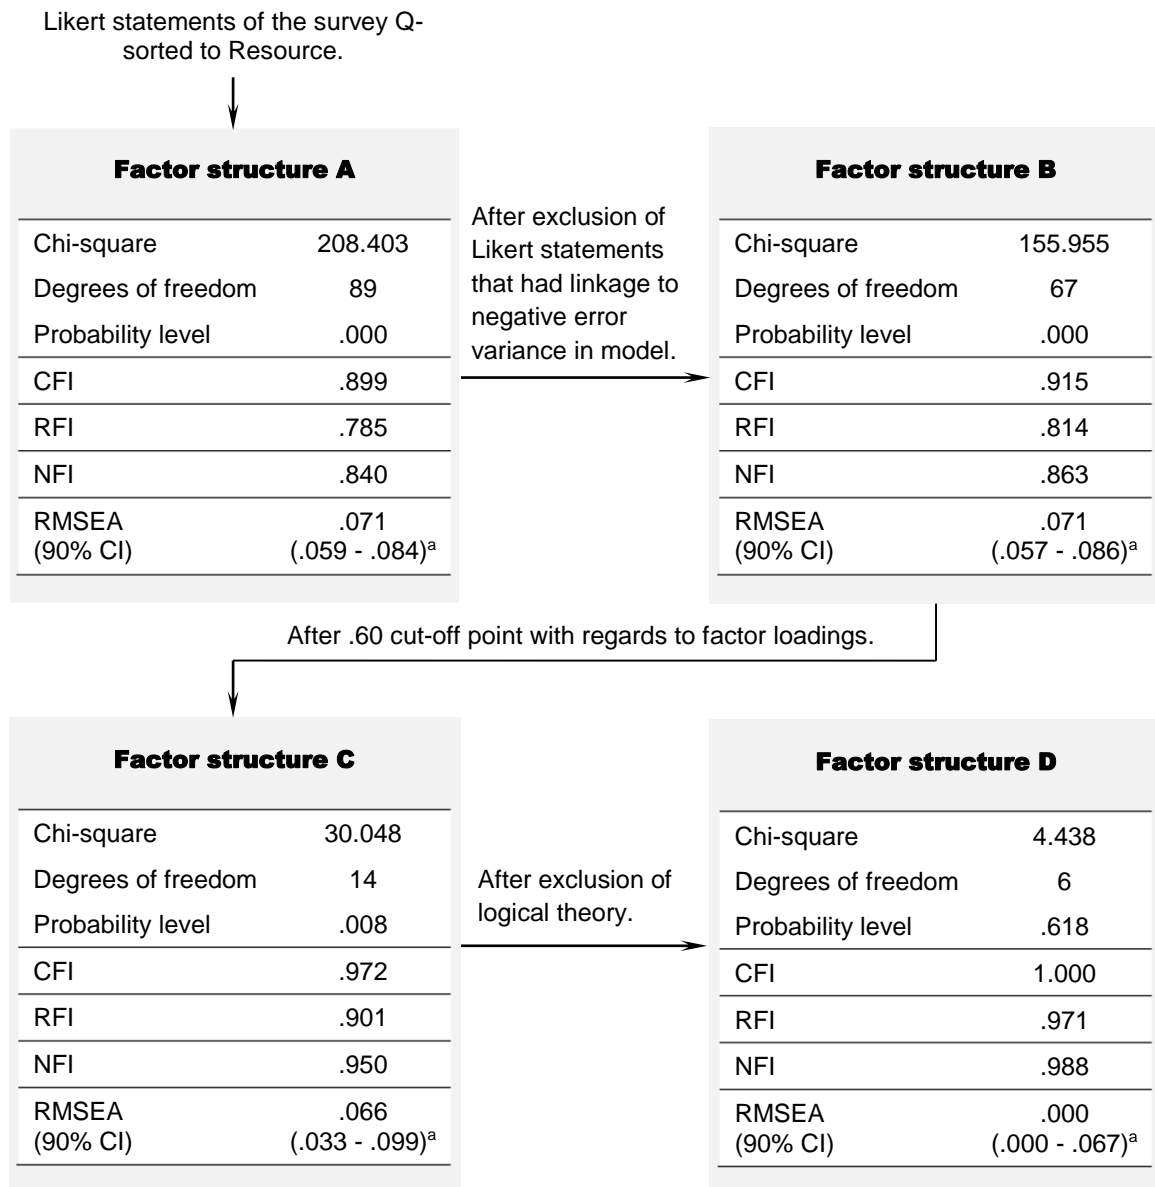 Likert statements of the survey Q-
sorted to Resource.
Factor structure A
Chi-square 208.403
Degrees of freedom 89
Probability level .000
CFI .899
RFI .785
NFI .840
RMSEA .071
(90% CI) (.059 - .084)a
After exclusion of
Likert statements
that had linkage to
negative error
variance in model.
Factor structure B
Chi-square 155.955
Degrees of freedom 67
Probability level .000
CFI .915
RFI .814
NFI .863
RMSEA .071
(90% CI) (.057 - .086)a
After .60 cut-off point with regards to factor loadings.
Factor structure C
Chi-square 30.048
Degrees of freedom 14
Probability level .008
CFI .972
RFI .901
NFI .950
RMSEA .066
(90% CI) (.033 - .099)a
After exclusion of
logical theory.
Factor structure D
Chi-square 4.438
Degrees of freedom 6
Probability level .618
CFI 1.000
RFI .971
NFI .988
RMSEA .000
(90% CI) (.000 - .067)a